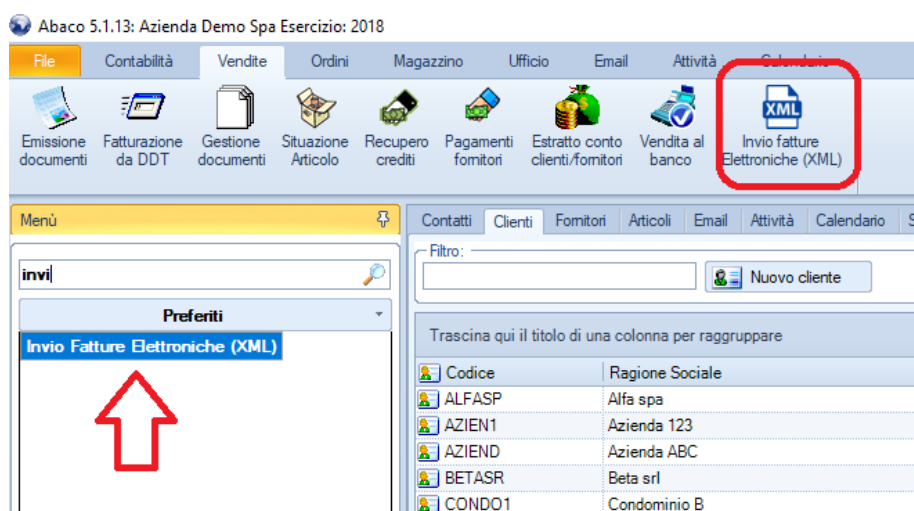 Abaco 5.1.13: Azienda Demo Spa Esercizio: 2018
File Contabilità Vendite Ordini Magazzino Ufficio Email Attività Calendario
Emissione documenti
Fatturazione da DDT
Gestione documenti
Situazione Articolo
Recupero crediti
Pagamenti fornitori
Estratto conto clienti/fornitori
Vendita al banco
XML
Invio fatture Elettroniche (XML)
Menù
Contatti Clienti Fornitori Articoli Email Attività Calendario S
invi
Filtro:
Nuovo cliente
Preferiti
Invio Fatture Elettroniche (XML)
Trascina qui il titolo di una colonna per raggruppare
Codice Ragione Sociale
ALFASP Alfa spa
AZIEN1 Azienda 123
AZIEND Azienda ABC
BETASR Beta srl
CONDO1 Condominio B